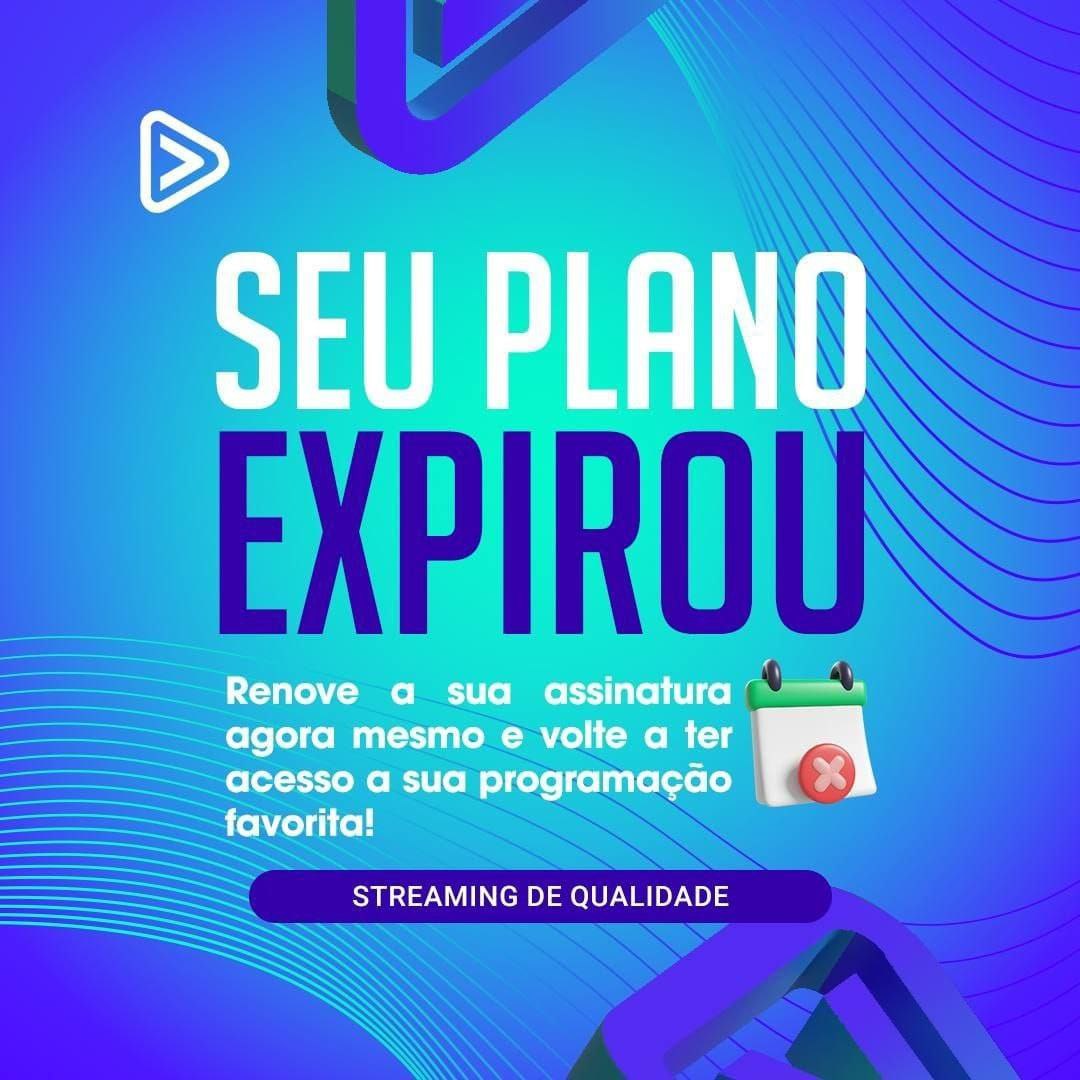 SEU PLANO
EXPIROU
Renove a sua assinatura
agora mesmo e volte a ter
acesso a sua programação
favorita!
STREAMING DE QUALIDADE